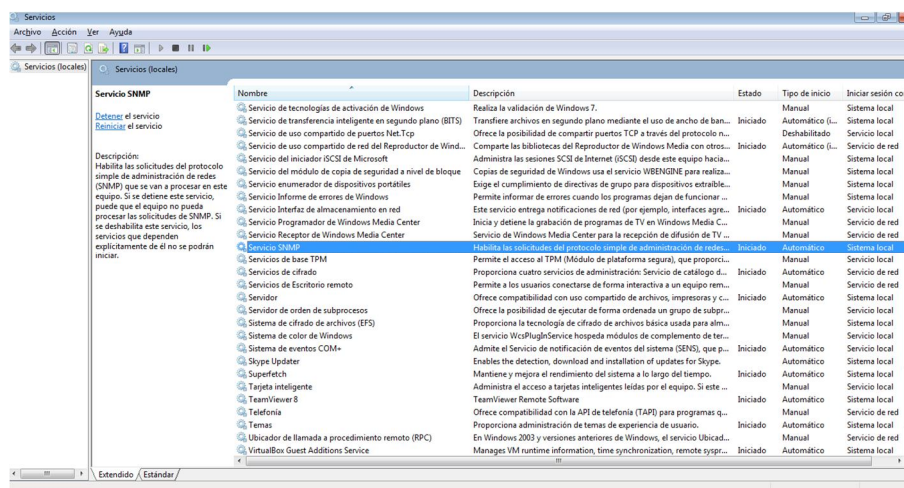 Servicios
Archivo Acción Ver Ayuda
Servicios (locales)
Servicios (locales)
Servicio SNMP
Detener el servicio
Reiniciar el servicio
Descripción:
Habilita las solicitudes del protocolo
simple de administración de redes
(SNMP) que se van a procesar en este
equipo. Si se detiene este servicio,
puede que el equipo no pueda
procesar las solicitudes de SNMP. Si
se deshabilita este servicio, los
servicios que dependen
explícitamente de él no se podrán
iniciar.
Nombre Descripción Estado Tipo de inicio Iniciar sesión co
Servicio de tecnologías de activación de Windows Realiza la validación de Windows 7. Manual Sistema local
Servicio de transferencia inteligente en segundo plano (BITS) Transfiere archivos en segundo plano mediante el uso de ancho de ban... Iniciado Automático (i... Sistema local
Servicio de uso compartido de puertos Net.Tcp Ofrece la posibilidad de compartir puertos TCP a través del protocolo n... Deshabilitado Servicio local
Servicio de uso compartido de red del Reproductor de Wind... Comparte las bibliotecas del Reproductor de Windows Media con otros... Iniciado Automático (i... Servicio de red
Servicio del iniciador iSCSI de Microsoft Administra las sesiones SCSI de Internet (iSCSI) desde este equipo hacia... Manual Sistema local
Servicio del módulo de copia de seguridad a nivel de bloque Copias de seguridad de Windows usa el servicio WBENGINE para realiza... Manual Sistema local
Servicio enumerador de dispositivos portátiles Exige el cumplimiento de directivas de grupo para dispositivos extraíble... Manual Sistema local
Servicio Informe de errores de Windows Permite informar de errores cuando los programas dejan de funcionar ... Manual Sistema local
Servicio Interfaz de almacenamiento en red Este servicio entrega notificaciones de red (por ejemplo, interfaces agre... Iniciado Automático Servicio local
Servicio Programador de Windows Media Center Inicia y detiene la grabación de programas de TV en Windows Media C... Manual Servicio de red
Servicio Receptor de Windows Media Center Servicio de Windows Media Center para la recepción de difusión de TV ... Manual Servicio de red
Servicio SNMP Habilita las solicitudes del protocolo simple de administración de redes... Iniciado Automático Sistema local
Servicios de base TPM Permite el acceso al TPM (Módulo de plataforma segura), que proporci... Manual Servicio local
Servicios de cifrado Proporciona cuatro servicios de administración: Servicio de catálogo d... Iniciado Automático Servicio de red
Servicios de Escritorio remoto Permite a los usuarios conectarse de forma interactiva a un equipo rem... Manual Servicio de red
Servidor Ofrece compatibilidad con uso compartido de archivos, impresoras y c... Iniciado Automático Sistema local
Servidor de orden de subprocesos Ofrece la posibilidad de ejecutar de forma ordenada un grupo de subpr... Manual Servicio local
Sistema de cifrado de archivos (EFS) Proporciona la tecnología de cifrado de archivos básica usada para alm... Manual Sistema local
Sistema de color de Windows El servicio WcsPlugInService hospeda módulos de complemento de ter... Manual Servicio local
Sistema de eventos COM+ Admite el Servicio de notificación de eventos del sistema (SENS), que p... Iniciado Automático Servicio local
Skype Updater Enables the detection, download and installation of updates for Skype. Automático Sistema local
Superfetch Mantiene y mejora el rendimiento del sistema a lo largo del tiempo. Iniciado Automático Sistema local
Tarjeta inteligente Administra el acceso a tarjetas inteligentes leídas por el equipo. Si este ... Manual Servicio local
TeamViewer 8 TeamViewer Remote Software Iniciado Automático Sistema local
Telefonía Ofrece compatibilidad con la API de telefonía (TAPI) para programas q... Manual Servicio de red
Temas Proporciona administración de temas de experiencia de usuario. Iniciado Automático Sistema local
Ubicador de llamada a procedimiento remoto (RPC) En Windows 2003 y versiones anteriores de Windows, el servicio Ubicad... Manual Servicio de red
VirtualBox Guest Additions Service Manages VM runtime information, time synchronization, remote syspr... Iniciado Automático Sistema local
Extendido Estándar